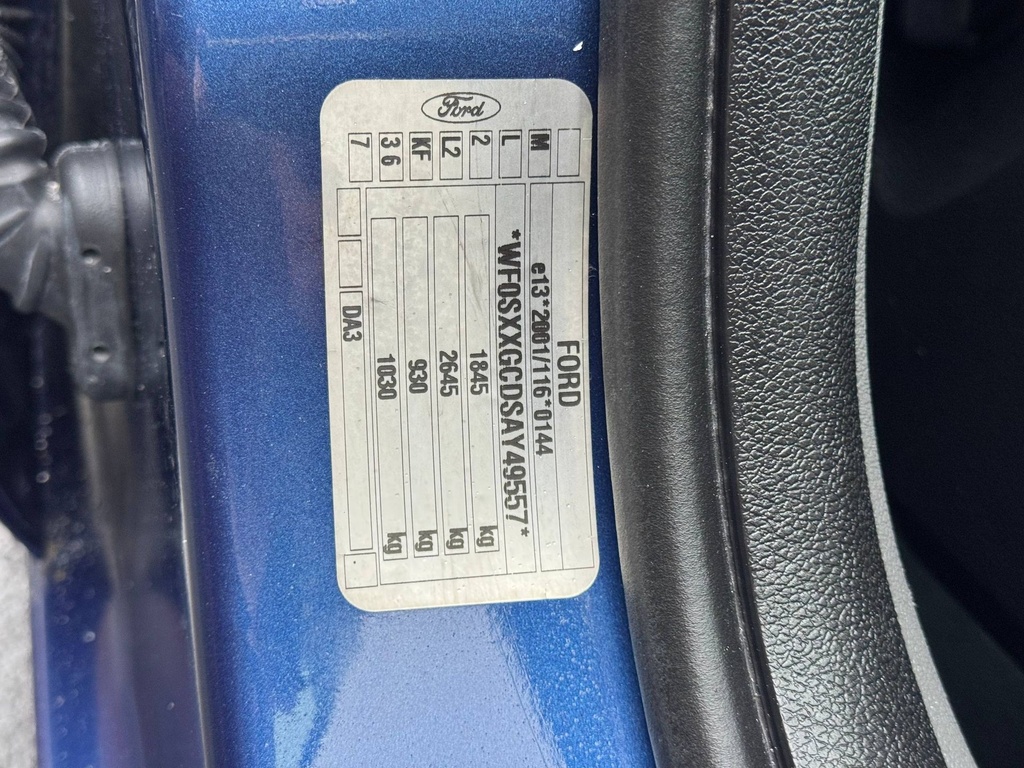 Ford
FORD
M e13*2001/116*0144
L *WF0SXXGCDSAY49557*
2 1845 kg
L2 2645 kg
KF 930 kg
3 6 1030 kg
7 DA3